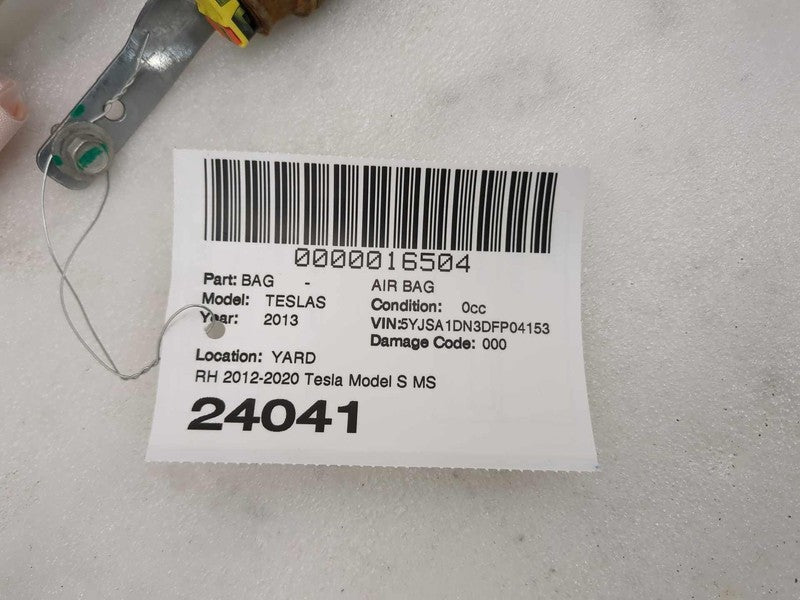 0000016504
Part: BAG - AIR BAG
Model: TESLAS Condition: 0cc
Year: 2013 VIN:5YJSA1DN3DFP04153
Damage Code: 000
Location: YARD
RH 2012-2020 Tesla Model S MS
24041